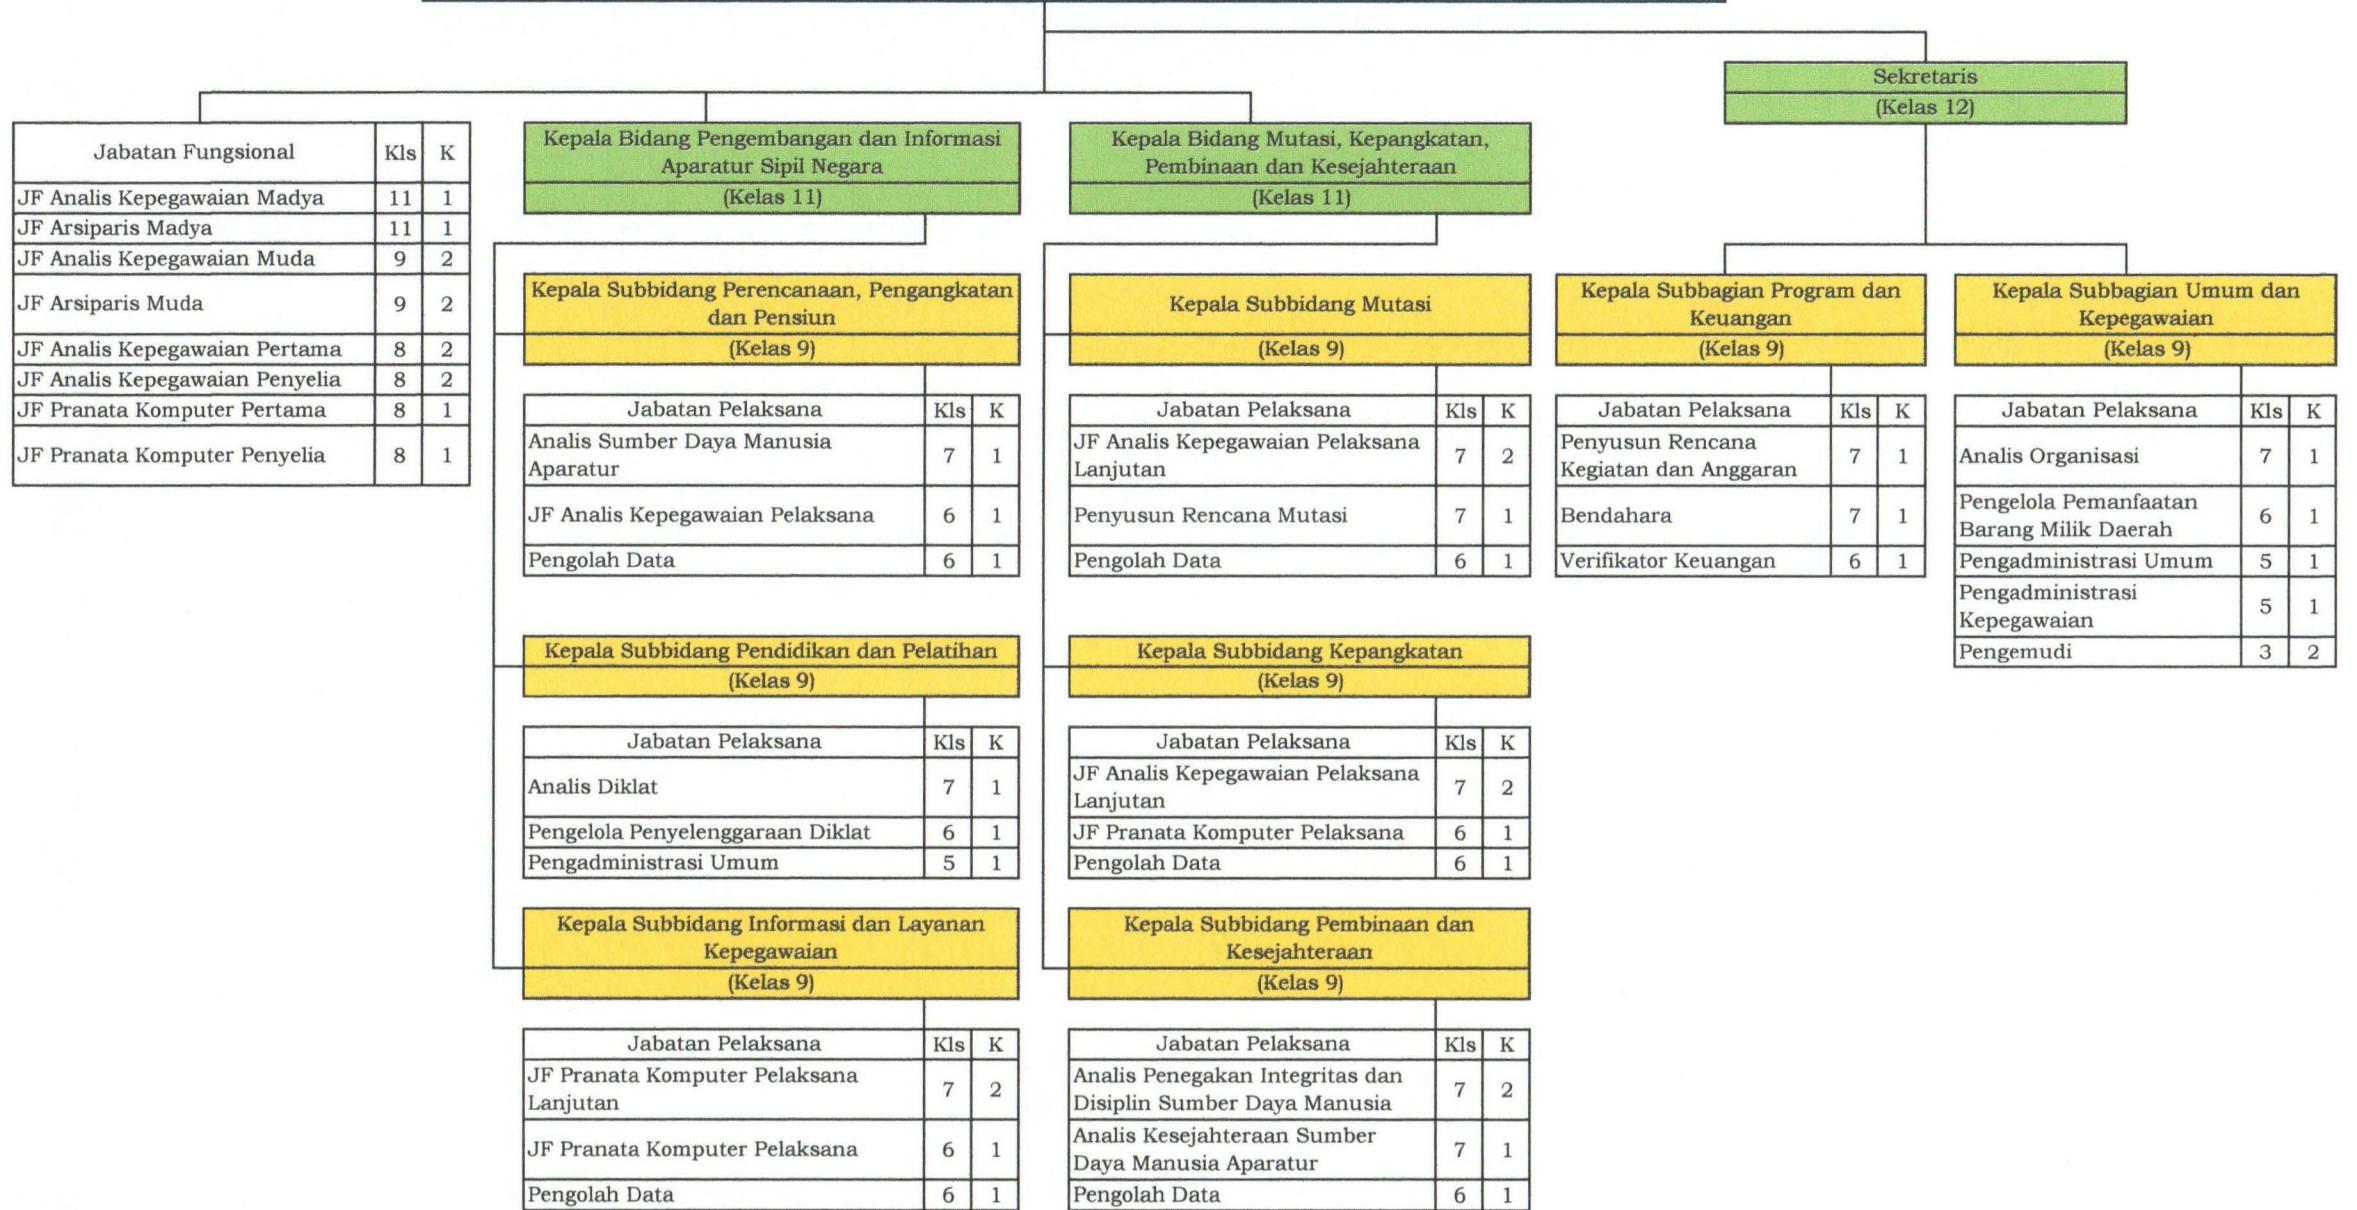 Sekretaris
(Kelas 12)
Jabatan Fungsional Kls K
JF Analis Kepegawaian Madya 11 1
JF Arsiparis Madya 11 1
JF Analis Kepegawaian Muda 9 2
JF Arsiparis Muda 9 2
JF Analis Kepegawaian Pertama 8 2
JF Analis Kepegawaian Penyelia 8 2
JF Pranata Komputer Pertama 8 1
JF Pranata Komputer Penyelia 8 1
Kepala Bidang Pengembangan dan Informasi
Aparatur Sipil Negara
(Kelas 11)
Kepala Subbidang Perencanaan, Pengangkatan
dan Pensiun
(Kelas 9)
Jabatan Pelaksana Kls K
Analis Sumber Daya Manusia
Aparatur 7 1
JF Analis Kepegawaian Pelaksana 6 1
Pengolah Data 6 1
Kepala Subbidang Pendidikan dan Pelatihan
(Kelas 9)
Jabatan Pelaksana Kls K
Analis Diklat 7 1
Pengelola Penyelenggaraan Diklat 6 1
Pengadministrasi Umum 5 1
Kepala Subbidang Informasi dan Layanan
Kepegawaian
(Kelas 9)
Jabatan Pelaksana Kls K
JF Pranata Komputer Pelaksana
Lanjutan 7 2
JF Pranata Komputer Pelaksana 6 1
Pengolah Data 6 1
Kepala Bidang Mutasi, Kepangkatan,
Pembinaan dan Kesejahteraan
(Kelas 11)
Kepala Subbidang Mutasi
(Kelas 9)
Jabatan Pelaksana Kls K
JF Analis Kepegawaian Pelaksana
Lanjutan 7 2
Penyusun Rencana Mutasi 7 1
Pengolah Data 6 1
Kepala Subbidang Kepangkatan
(Kelas 9)
Jabatan Pelaksana Kls K
JF Analis Kepegawaian Pelaksana
Lanjutan 7 2
JF Pranata Komputer Pelaksana 6 1
Pengolah Data 6 1
Kepala Subbidang Pembinaan dan
Kesejahteraan
(Kelas 9)
Jabatan Pelaksana Kls K
Analis Penegakan Integritas dan
Disiplin Sumber Daya Manusia 7 2
Analis Kesejahteraan Sumber
Daya Manusia Aparatur 7 1
Pengolah Data 6 1
Kepala Subbagian Program dan
Keuangan
(Kelas 9)
Jabatan Pelaksana Kls K
Penyusun Rencana
Kegiatan dan Anggaran 7 1
Bendahara 7 1
Verifikator Keuangan 6 1
Kepala Subbagian Umum dan
Kepegawaian
(Kelas 9)
Jabatan Pelaksana Kls K
Analis Organisasi 7 1
Pengelola Pemanfaatan
Barang Milik Daerah 6 1
Pengadministrasi Umum 5 1
Pengadministrasi
Kepegawaian 5 1
Pengemudi 3 2